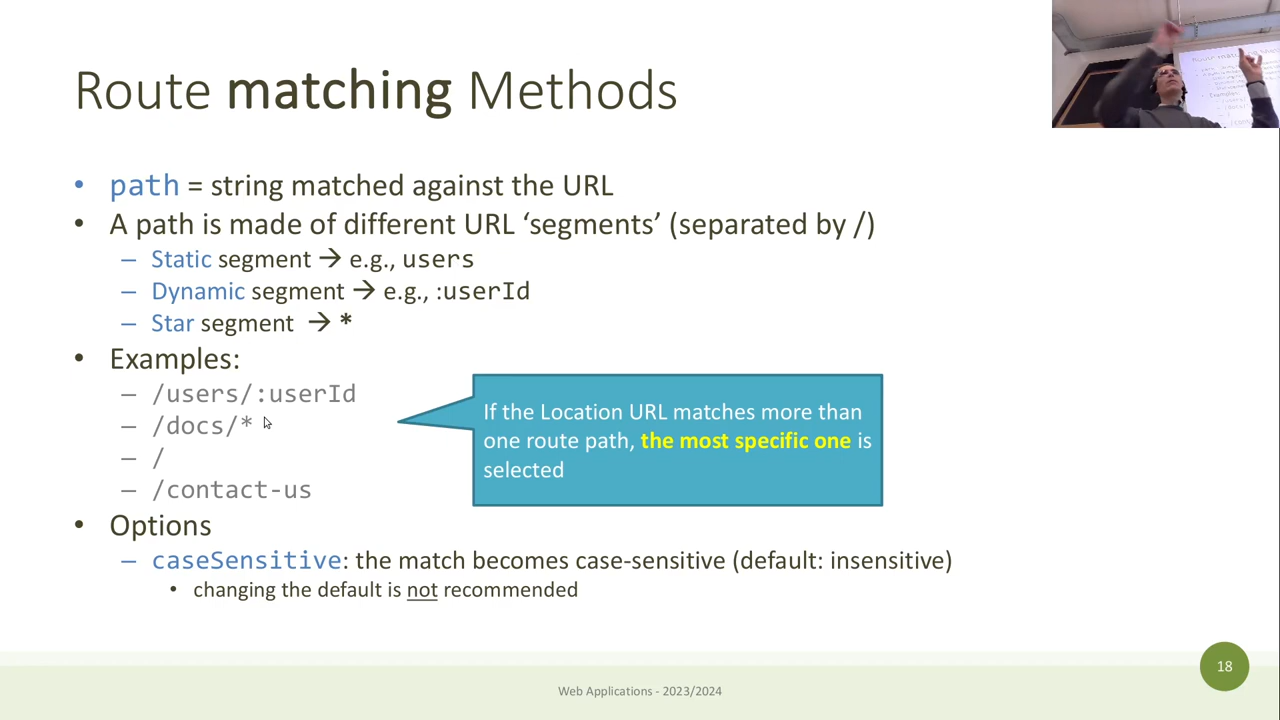 Route matching Methods
• path = string matched against the URL
• A path is made of different URL ‘segments’ (separated by /)
– Static segment → e.g., users
– Dynamic segment → e.g., :userId
– Star segment → *
• Examples:
– /users/:userId
– /docs/*
– /
– /contact-us
If the Location URL matches more than
one route path, the most specific one is
selected
• Options
– caseSensitive: the match becomes case-sensitive (default: insensitive)
• changing the default is not recommended
Web Applications - 2023/2024
18